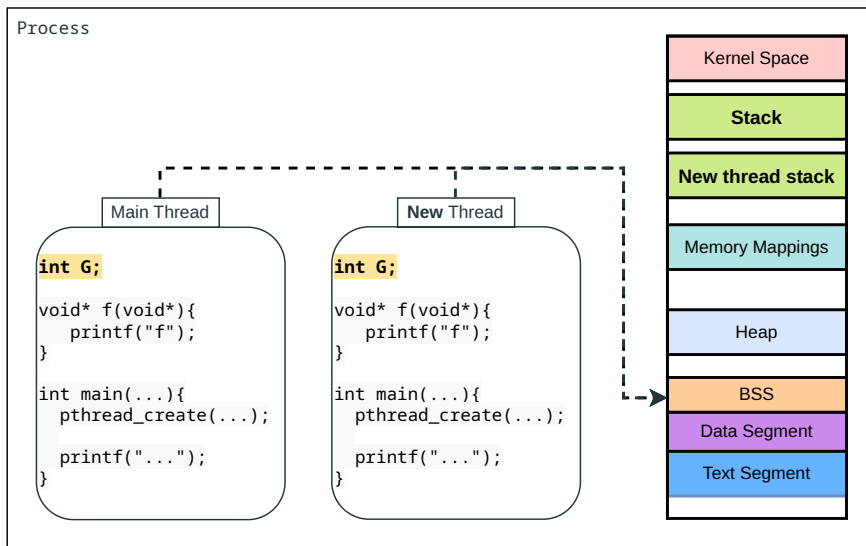 Process
Main Thread
int G;
void* f(void*){
printf("f");
}
int main(...){
pthread_create(...);
printf("...");
}
New Thread
int G;
void* f(void*){
printf("f");
}
int main(...){
pthread_create(...);
printf("...");
}
Kernel Space
Stack
New thread stack
Memory Mappings
Heap
BSS
Data Segment
Text Segment